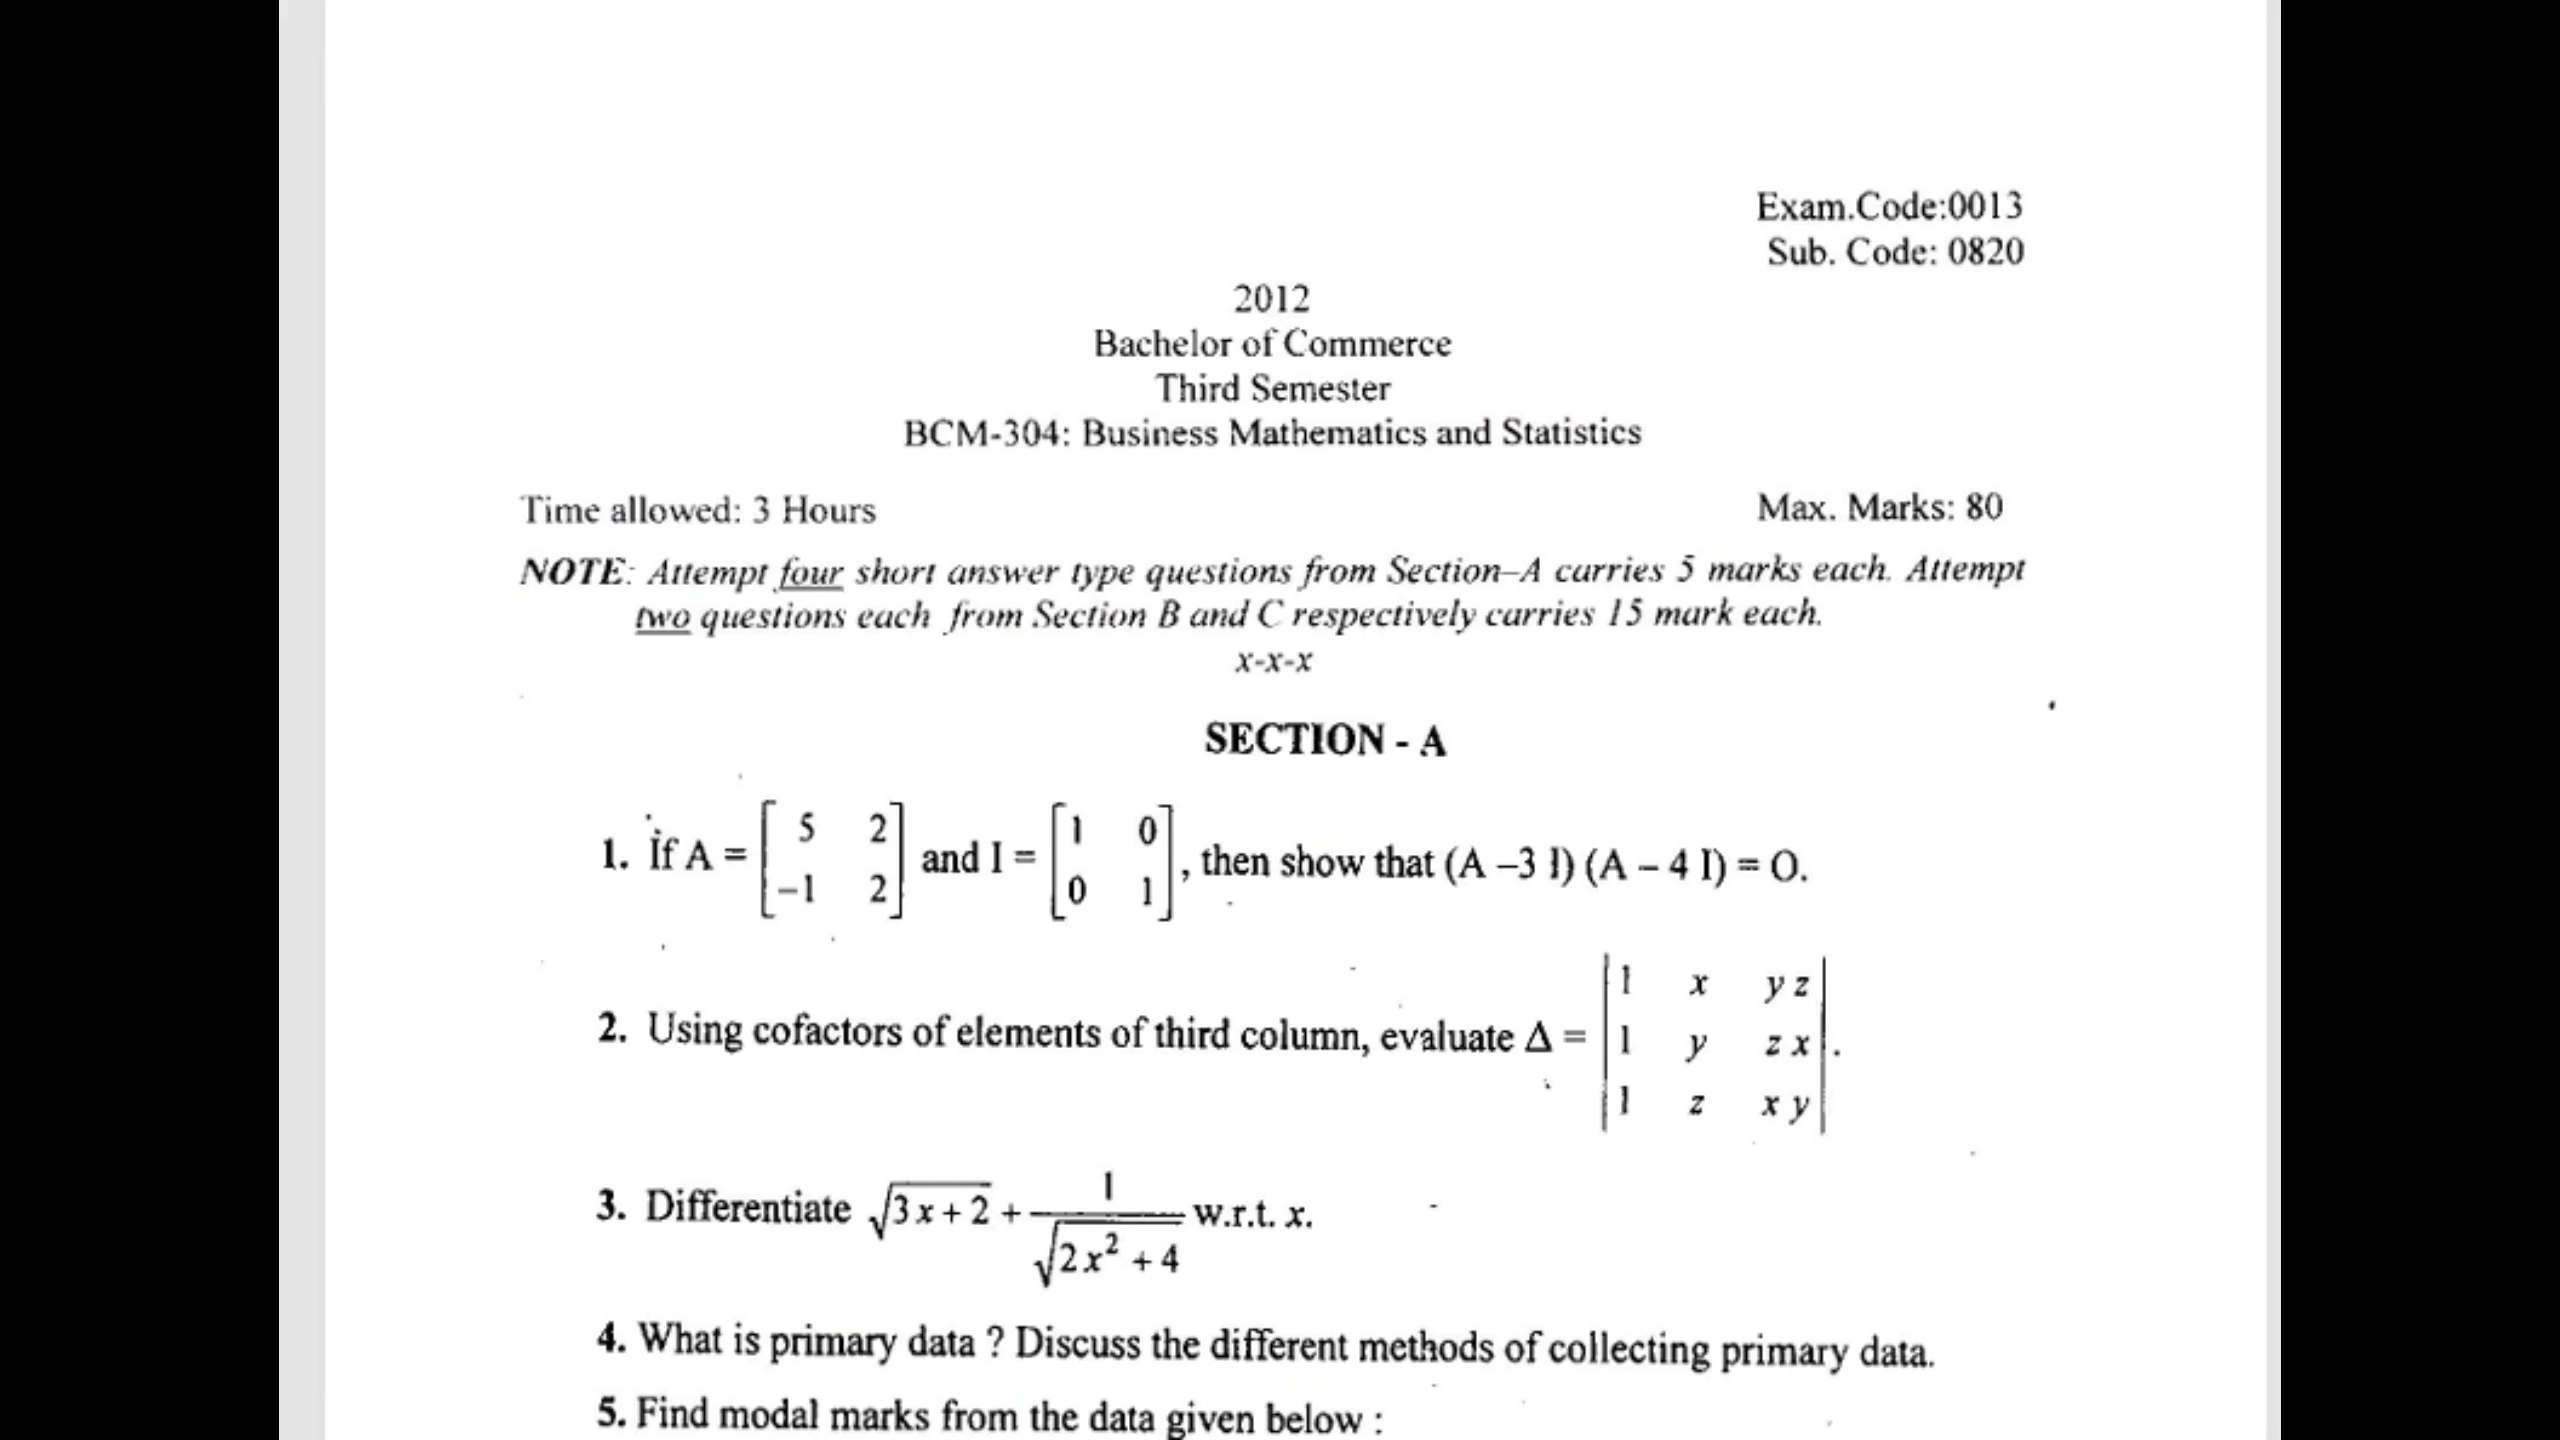 Exam.Code:0013
Sub. Code: 0820
2012
Bachelor of Commerce
Third Semester
BCM-304: Business Mathematics and Statistics
Time allowed: 3 Hours Max. Marks: 80
NOTE: Attempt four short answer type questions from Section–A carries 5 marks each. Attempt
two questions each from Section B and C respectively carries 15 mark each.
x-x-x
SECTION - A
1. If A = [5 2; –1 2] and I = [1 0; 0 1], then show that (A –3 I) (A – 4 I) = O.
2. Using cofactors of elements of third column, evaluate Δ = |1 x y z; 1 y z x; 1 z x y|.
3. Differentiate √(3x + 2) + 1/√(2x² + 4) w.r.t. x.
4. What is primary data ? Discuss the different methods of collecting primary data.
5. Find modal marks from the data given below :